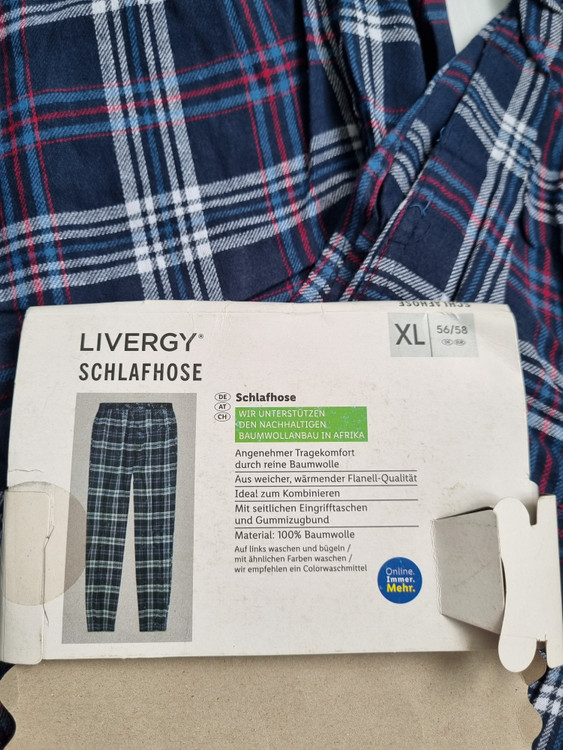 SCHLAFHOSE
LIVERGY®
SCHLAFHOSE
XL
56/58
DE
AT
CH
Schlafhose
WIR UNTERSTÜTZEN
DEN NACHHALTIGEN
BAUMWOLLANBAU IN AFRIKA
Angenehmer Tragekomfort
durch reine Baumwolle
Aus weicher, wärmender Flanell-Qualität
Ideal zum Kombinieren
Mit seitlichen Eingrifftaschen
und Gummizugbund
Material: 100% Baumwolle
Auf links waschen und bügeln /
mit ähnlichen Farben waschen /
wir empfehlen ein Colorwaschmittel
Online.
Immer.
Mehr.